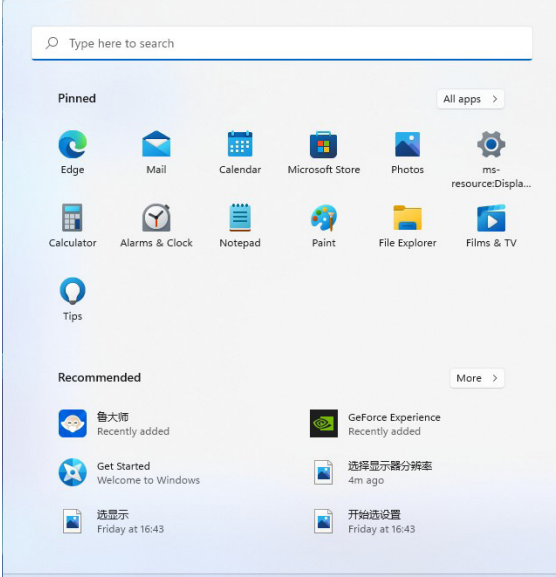 Type here to search
Pinned
All apps
Edge
Mail
Calendar
Microsoft Store
Photos
ms-
resource:Displa...
Calculator
Alarms & Clock
Notepad
Paint
File Explorer
Films & TV
Tips
Recommended
More
鲁大师
Recently added
GeForce Experience
Recently added
Get Started
Welcome to Windows
选择显示器分辨率
4m ago
选显示
Friday at 16:43
开始选设置
Friday at 16:43